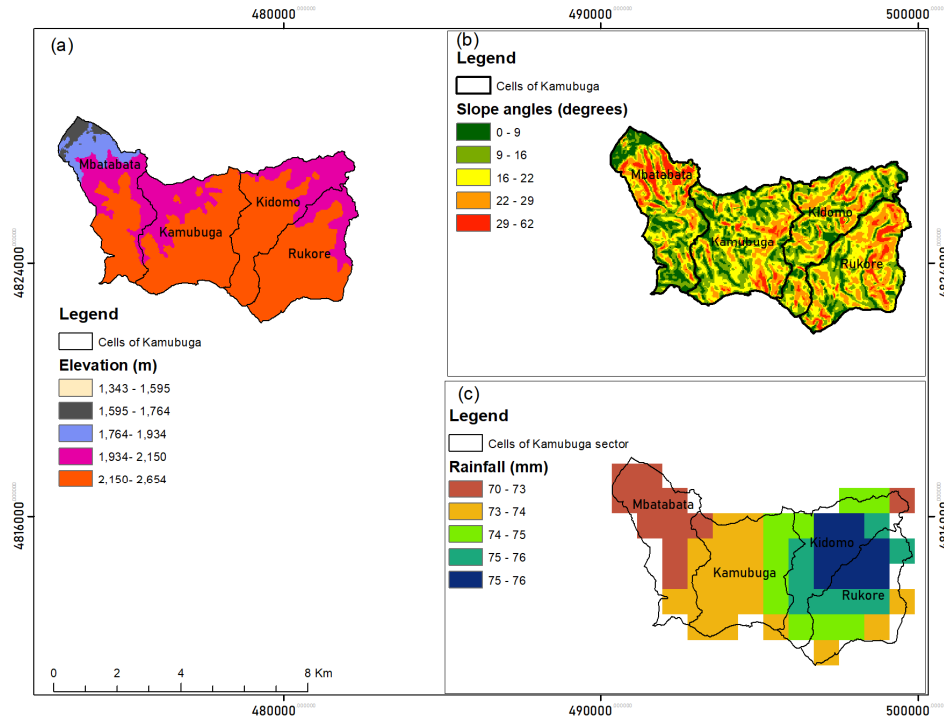 480000
490000
500000
(a)
Mbatabata
Kidomo
Kamubuga
Rukore
4824000
Legend
Cells of Kamubuga
Elevation (m)
1,343 - 1,595
1,595 - 1,764
1,764- 1,934
1,934- 2,150
2,150- 2,654
4816000
0 2 4 8 Km
(b)
Legend
Cells of Kamubuga
Slope angles (degrees)
0 - 9
9 - 16
16 - 22
22 - 29
29 - 62
Mbatabata
Kidomo
Kamubuga
Rukore
(c)
Legend
Cells of Kamubuga sector
Rainfall (mm)
70 - 73
73 - 74
74 - 75
75 - 76
75 - 76
Mbatabata
Kidomo
Kamubuga
Rukore
480000
490000
500000